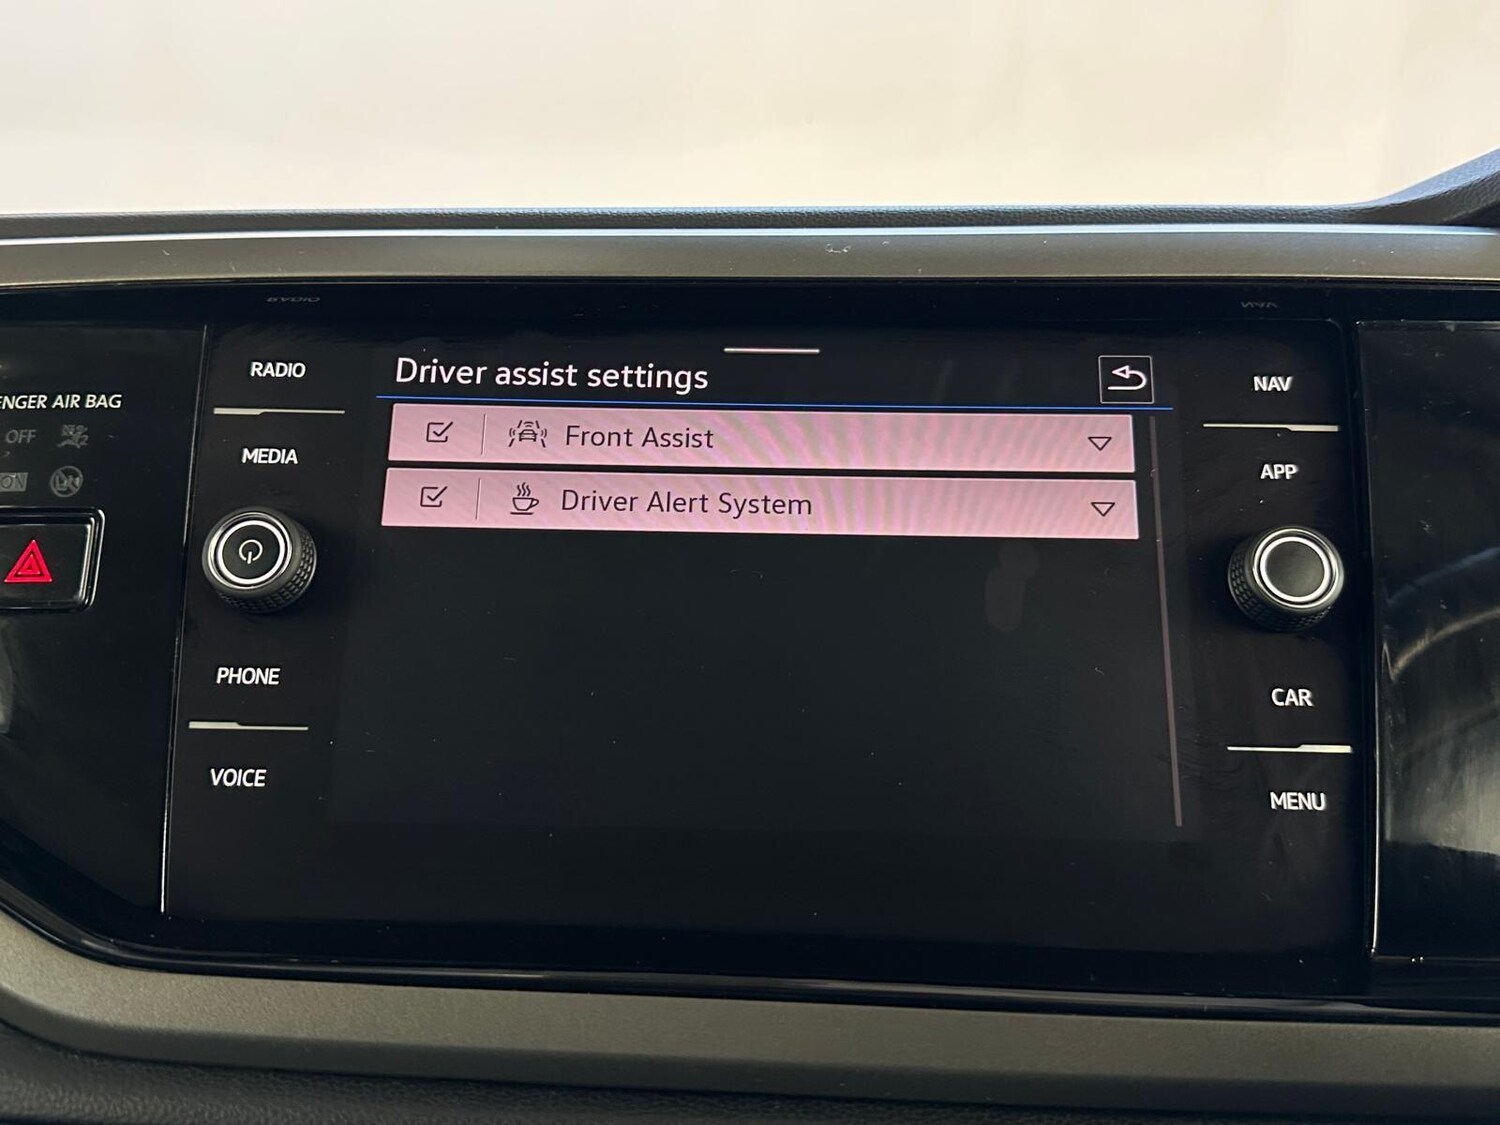 RADIO
MEDIA
PHONE
VOICE
ENGER AIR BAG
OFF
ON
Driver assist settings
Front Assist
Driver Alert System
NAV
APP
CAR
MENU